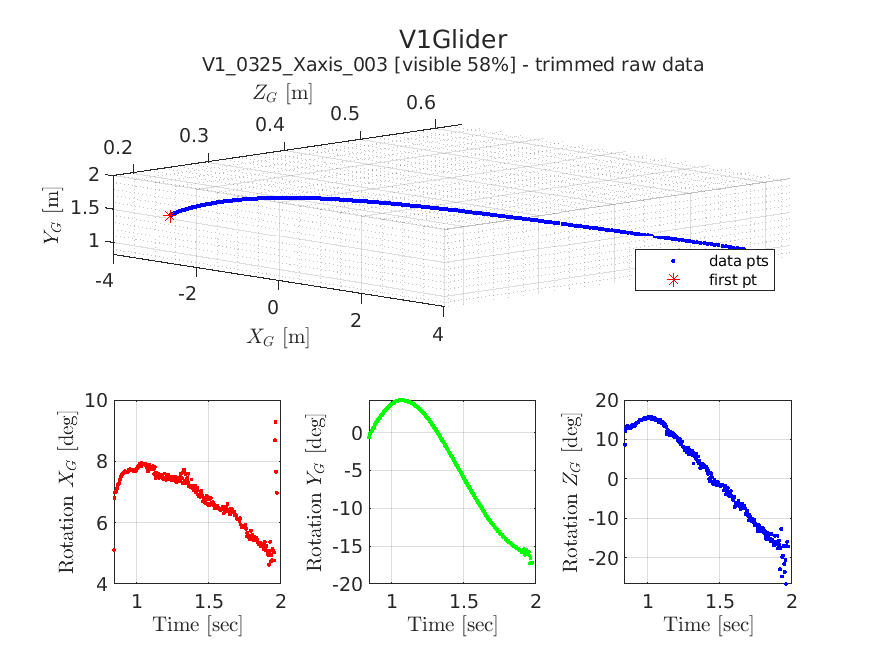 V1Glider
V1_0325_Xaxis_003 [visible 58%] - trimmed raw data
Z_G [m]
0.2 0.3 0.4 0.5 0.6
Y_G [m]
2
1.5
1
-4 -2 0 2 4
X_G [m]
data pts
first pt
Rotation X_G [deg]
10
8
6
4
1 1.5 2
Time [sec]
Rotation Y_G [deg]
0
-5
-10
-15
-20
1 1.5 2
Time [sec]
Rotation Z_G [deg]
20
10
0
-10
-20
1 1.5 2
Time [sec]